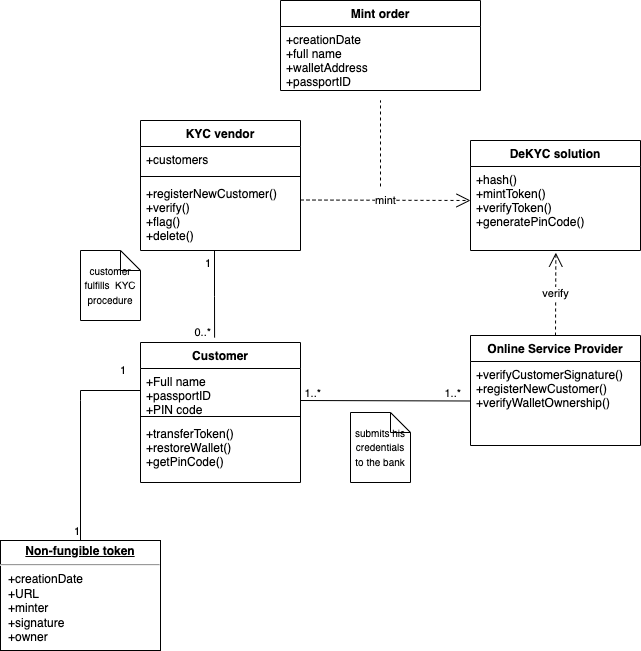 Mint order
+creationDate
+full name
+walletAddress
+passportID
KYC vendor
+customers
+registerNewCustomer()
+verify()
+flag()
+delete()
DeKYC solution
+hash()
+mintToken()
+verifyToken()
+generatePinCode()
mint
customer
fulfills KYC
procedure
1
0..*
verify
Customer
+Full name
+passportID
+PIN code
+transferToken()
+restoreWallet()
+getPinCode()
1
1..*
1..*
Online Service Provider
+verifyCustomerSignature()
+registerNewCustomer()
+verifyWalletOwnership()
submits his
credentials
to the bank
1
Non-fungible token
+creationDate
+URL
+minter
+signature
+owner